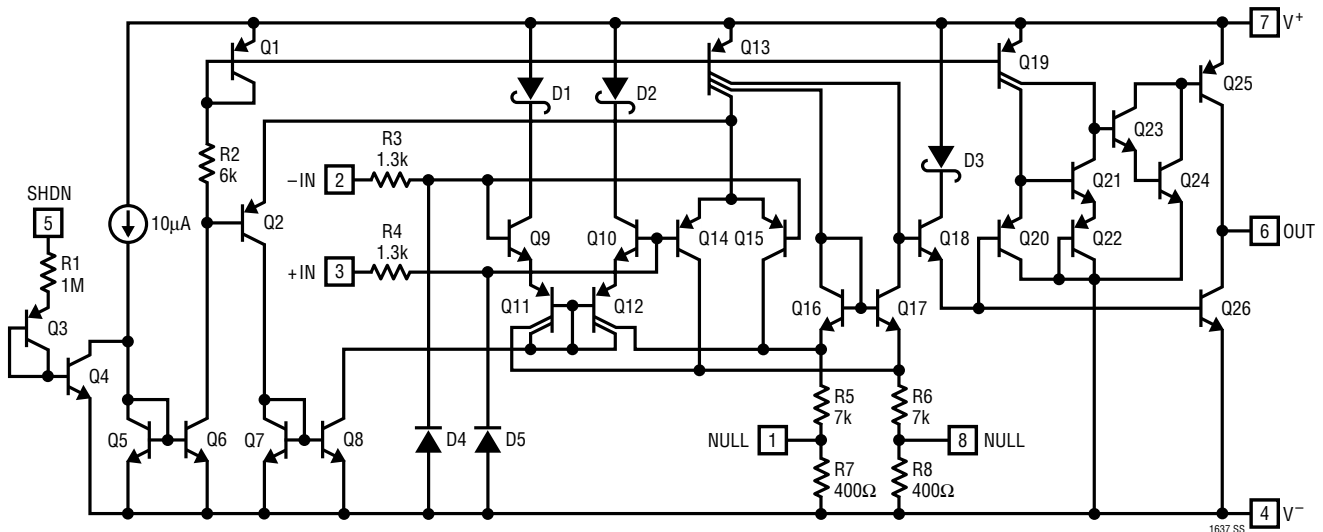 7 V+
Q1
Q13
Q19
Q25
D1
D2
Q23
R2
6k
R3
1.3k
D3
SHDN
5
−IN 2
Q21
Q24
10µA
Q2
R4
1.3k
Q9
Q10
Q14
Q15
Q18
Q20
Q22
6 OUT
R1
1M
+IN 3
Q11
Q12
Q16
Q17
Q26
Q3
Q4
R5
7k
R6
7k
Q5
Q6
Q7
Q8
D4
D5
NULL 1
8 NULL
R7
400Ω
R8
400Ω
4 V−
1637 SS